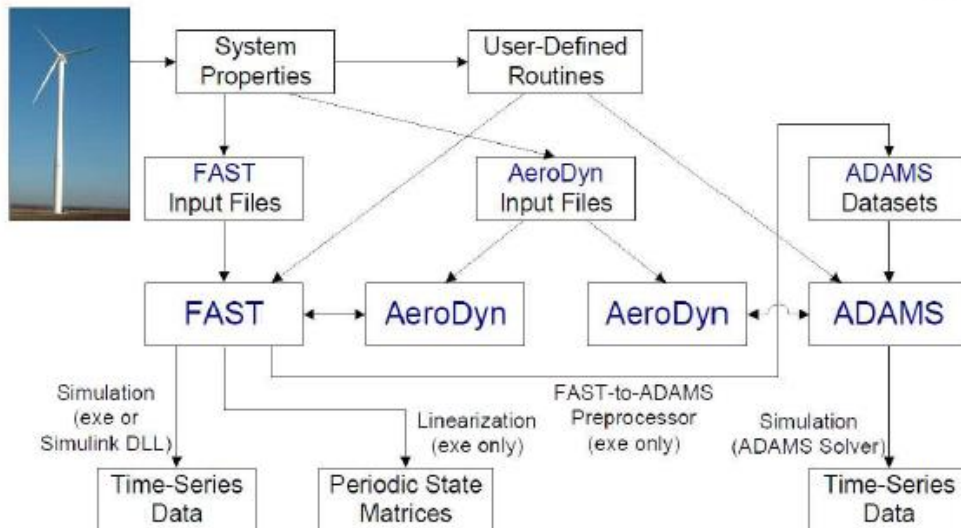 System
Properties
User-Defined
Routines
FAST
Input Files
AeroDyn
Input Files
ADAMS
Datasets
FAST
AeroDyn
AeroDyn
ADAMS
Simulation
(exe or
Simulink DLL)
Linearization
(exe only)
FAST-to-ADAMS
Preprocessor
(exe only)
Simulation
(ADAMS Solver)
Time-Series
Data
Periodic State
Matrices
Time-Series
Data